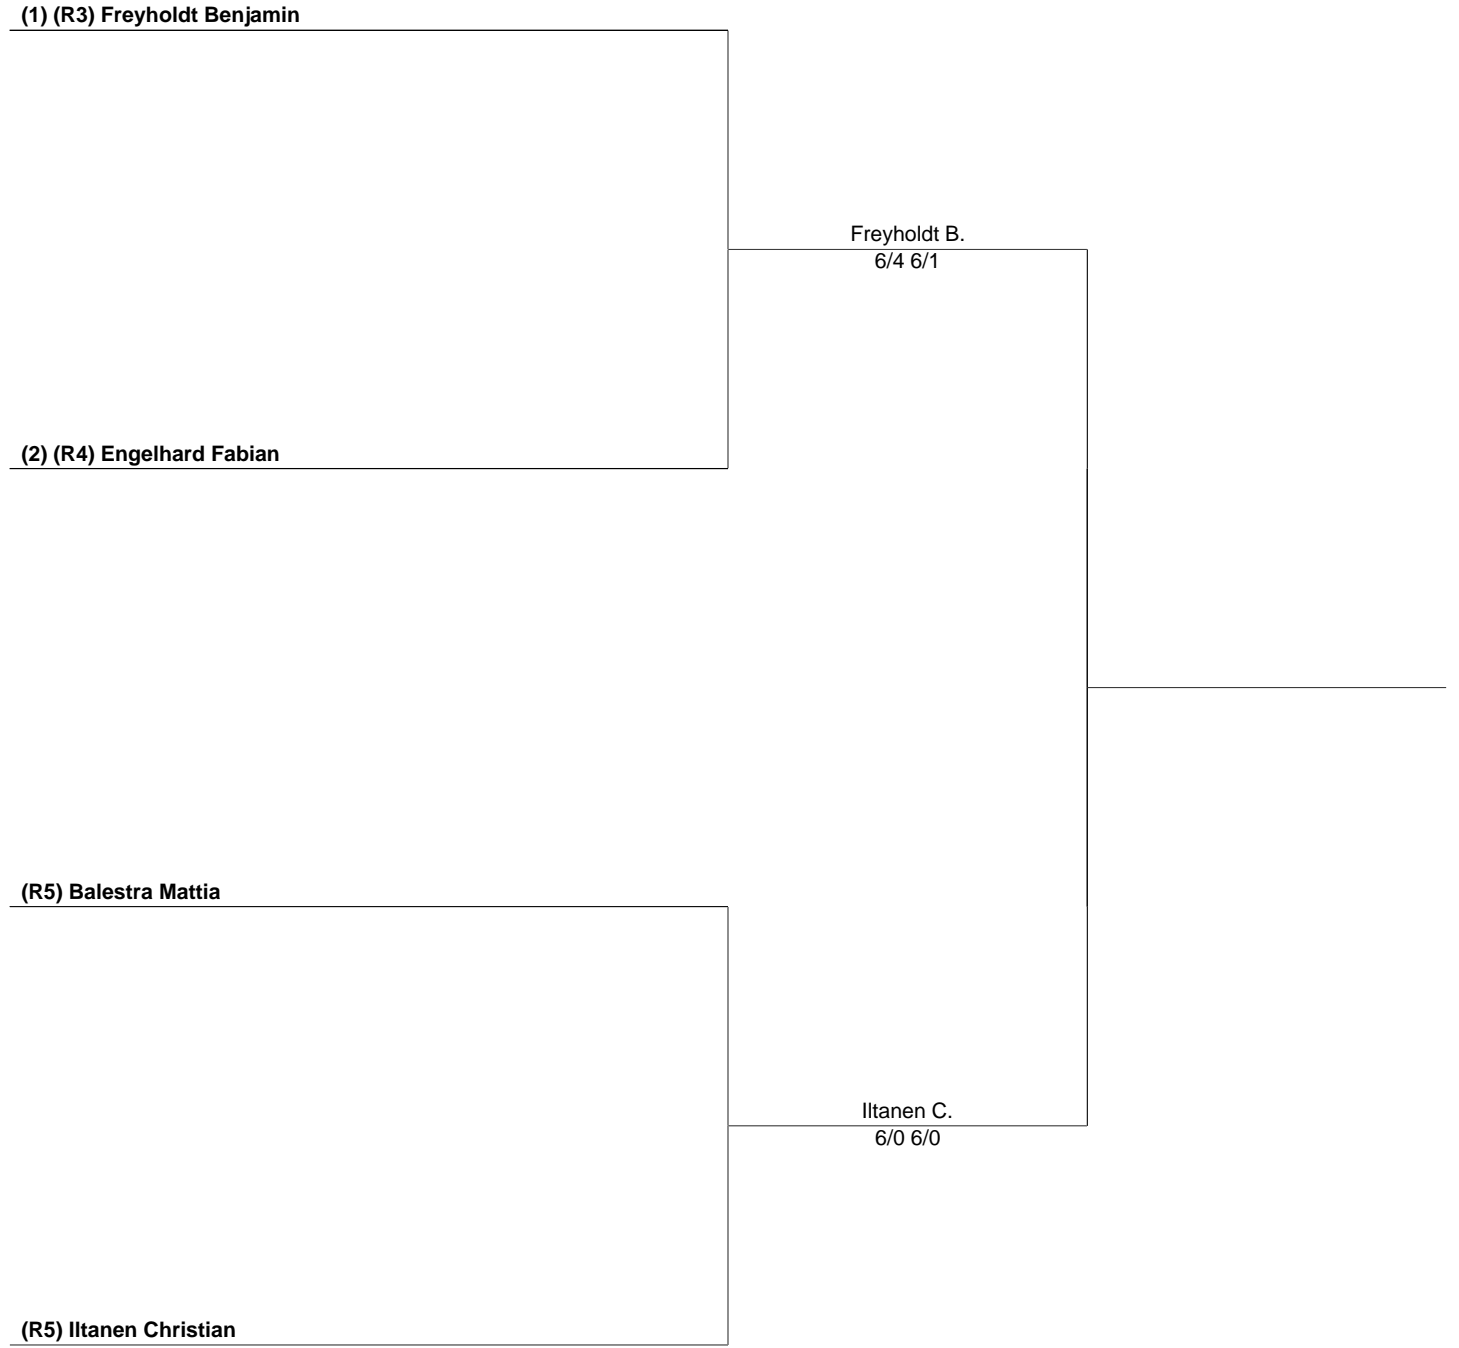 (1) (R3) Freyholdt Benjamin
Freyholdt B.
6/4 6/1
(2) (R4) Engelhard Fabian
(R5) Balestra Mattia
Iltanen C.
6/0 6/0
(R5) Iltanen Christian